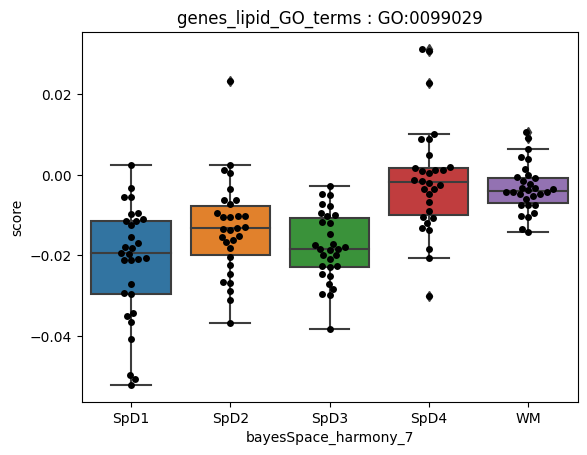 genes_lipid_GO_terms : GO:0099029
0.02
0.00
−0.02
−0.04
score
SpD1 SpD2 SpD3 SpD4 WM
bayesSpace_harmony_7